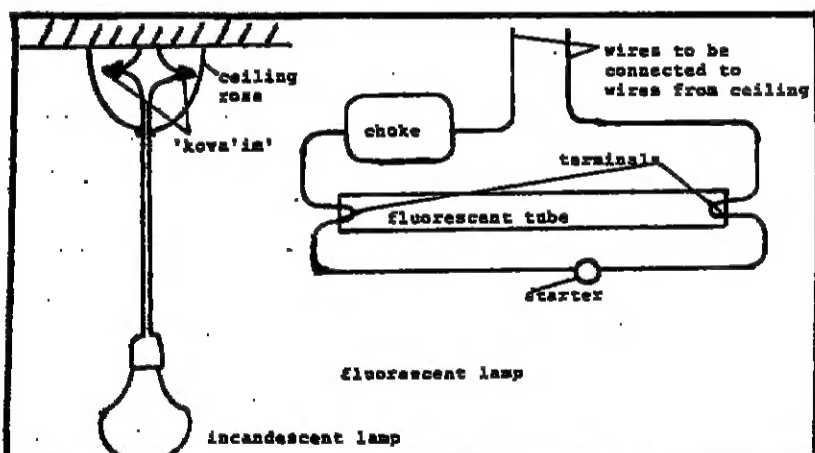 ceiling
rose
'kova'im'
wires to be
connected to
wires from ceiling
choke
terminals
fluorescent tube
starter
fluorescent lamp
incandescent lamp